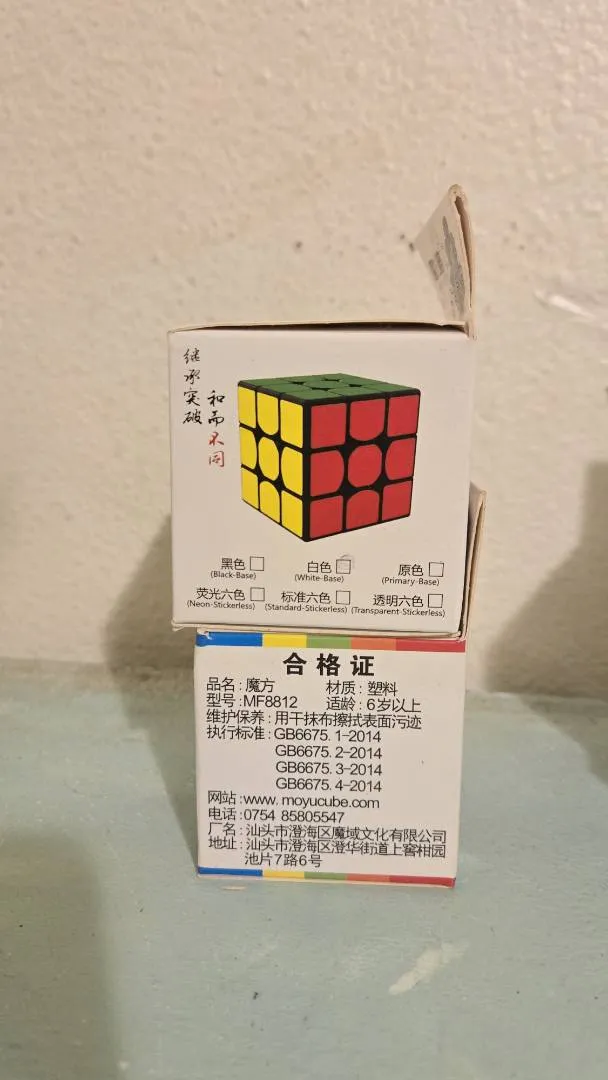 继承突破
和而不同
黑色 □ 白色 □ 原色 □
(Black-Base) (White-Base) (Primary-Base)
荧光六色 □ 标准六色 □ 透明六色 □
(Neon-Stickerless) (Standard-Stickerless) (Transparent-Stickerless)
合格证
品名:魔方 材质:塑料
型号:MF8812 适龄:6岁以上
维护保养:用干抹布擦拭表面污迹
执行标准:GB6675.1-2014
GB6675.2-2014
GB6675.3-2014
GB6675.4-2014
网站:www.moyucube.com
电话:0754 85805547
厂名:汕头市澄海区魔域文化有限公司
地址:汕头市澄海区澄华街道上窖柑园
池片7路6号